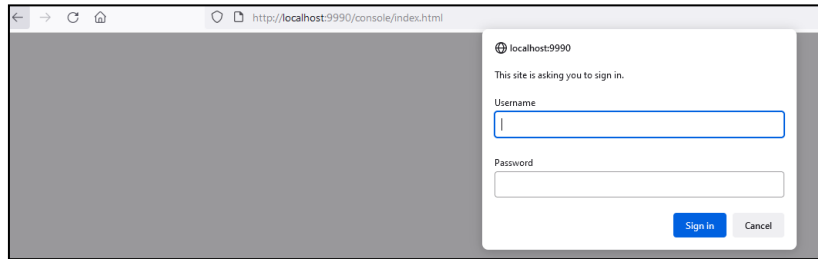 http://localhost:9990/console/index.html
localhost:9990
This site is asking you to sign in.
Username
Password
Sign in
Cancel